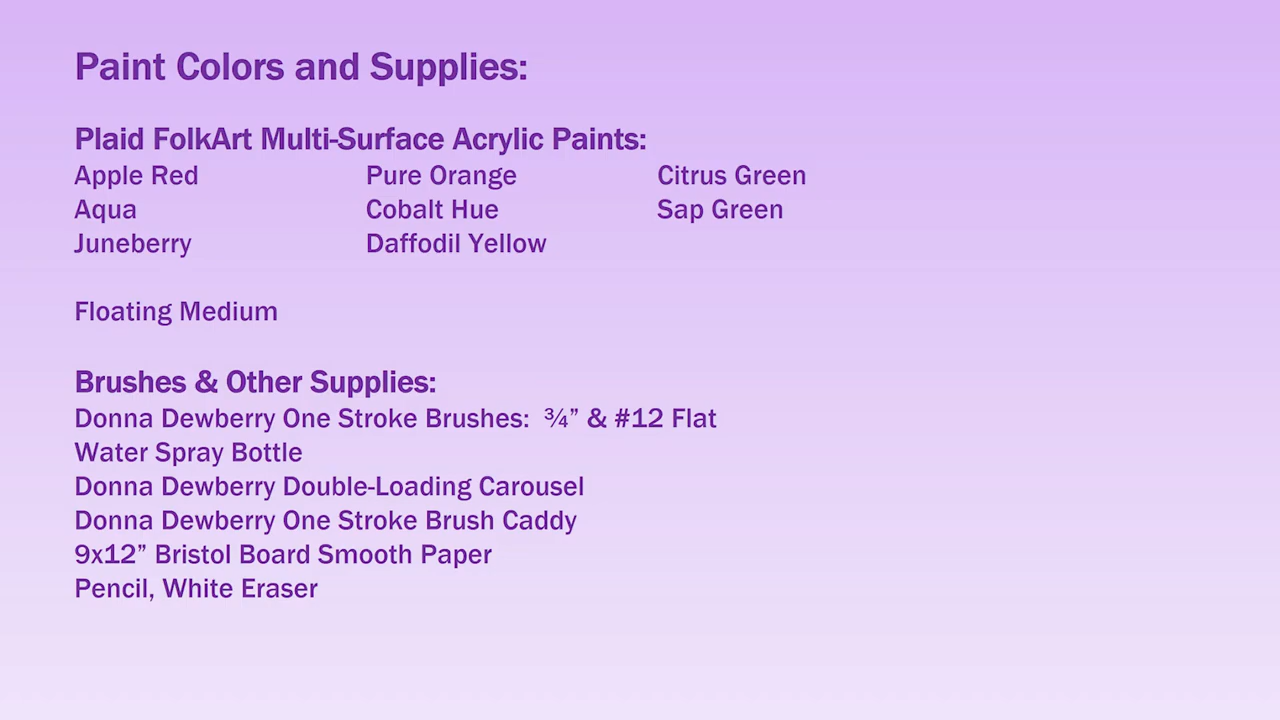 Paint Colors and Supplies:
Plaid FolkArt Multi-Surface Acrylic Paints:
Apple Red Pure Orange Citrus Green
Aqua Cobalt Hue Sap Green
Juneberry Daffodil Yellow
Floating Medium
Brushes & Other Supplies:
Donna Dewberry One Stroke Brushes: ¾” & #12 Flat
Water Spray Bottle
Donna Dewberry Double-Loading Carousel
Donna Dewberry One Stroke Brush Caddy
9x12” Bristol Board Smooth Paper
Pencil, White Eraser